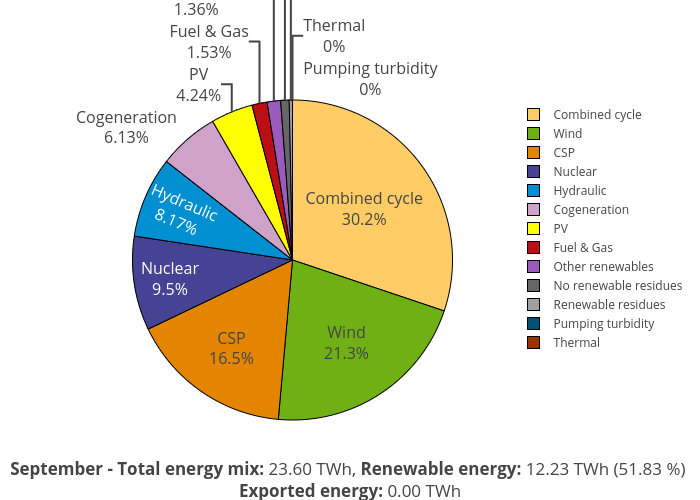 1.36%
Fuel & Gas
1.53%
PV
4.24%
Cogeneration
6.13%
Thermal
0%
Pumping turbidity
0%
Combined cycle
30.2%
Hydraulic
8.17%
Nuclear
9.5%
CSP
16.5%
Wind
21.3%
Combined cycle
Wind
CSP
Nuclear
Hydraulic
Cogeneration
PV
Fuel & Gas
Other renewables
No renewable residues
Renewable residues
Pumping turbidity
Thermal
September - Total energy mix: 23.60 TWh, Renewable energy: 12.23 TWh (51.83 %)
Exported energy: 0.00 TWh